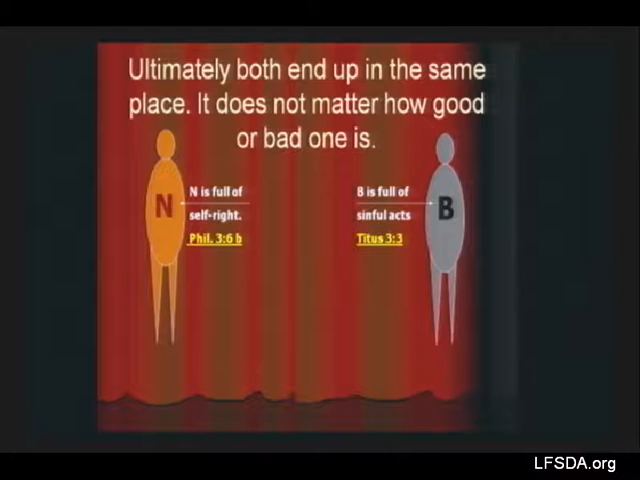 Ultimately both end up in the same
place. It does not matter how good
or bad one is.
N is full of
self-right.
Phil. 3:6 b
N
B is full of
sinful acts
Titus 3:3
B
LFSDA.org